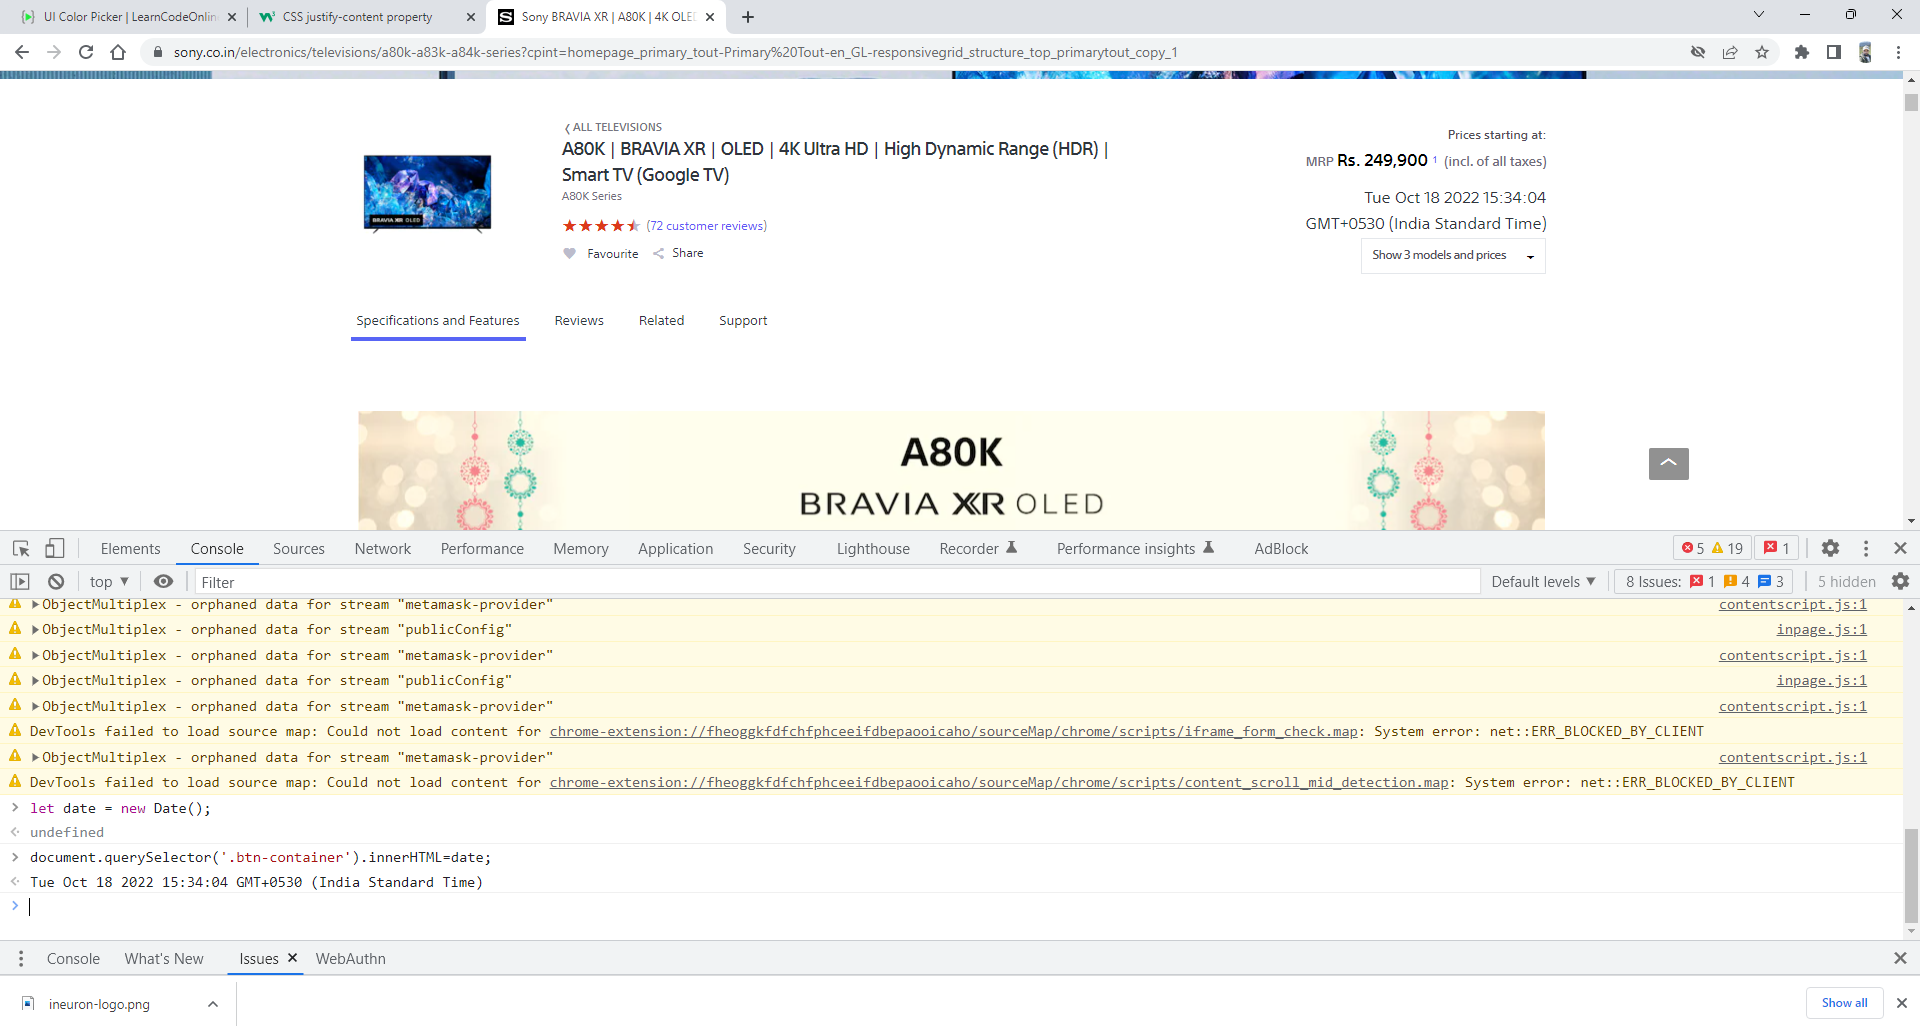 UI Color Picker | LearnCodeOnlin
CSS justify-content property
Sony BRAVIA XR | A80K | 4K OLE
sony.co.in/electronics/televisions/a80k-a83k-a84k-series?cpint=homepage_primary_tout-Primary%20Tout-en_GL-responsivegrid_structure_top_primarytout_copy_1
BRAVIA XR OLED
ALL TELEVISIONS
A80K | BRAVIA XR | OLED | 4K Ultra HD | High Dynamic Range (HDR) |
Smart TV (Google TV)
A80K Series
(72 customer reviews)
Favourite
Share
Prices starting at:
MRP Rs. 249,900 1 (incl. of all taxes)
Tue Oct 18 2022 15:34:04
GMT+0530 (India Standard Time)
Show 3 models and prices
Specifications and Features Reviews Related Support
A80K
BRAVIA XR OLED
Elements Console Sources Network Performance Memory Application Security Lighthouse Recorder Performance insights AdBlock 5 19 1
top Filter Default levels 8 Issues: 1 4 3 5 hidden
ObjectMultiplex - orphaned data for stream "metamask-provider" contentscript.js:1
ObjectMultiplex - orphaned data for stream "publicConfig" inpage.js:1
ObjectMultiplex - orphaned data for stream "metamask-provider" contentscript.js:1
ObjectMultiplex - orphaned data for stream "publicConfig" inpage.js:1
ObjectMultiplex - orphaned data for stream "metamask-provider" contentscript.js:1
DevTools failed to load source map: Could not load content for chrome-extension://fheoggkfdfchfphceeifdbepaooicaho/sourceMap/chrome/scripts/iframe_form_check.map: System error: net::ERR_BLOCKED_BY_CLIENT
ObjectMultiplex - orphaned data for stream "metamask-provider" contentscript.js:1
DevTools failed to load source map: Could not load content for chrome-extension://fheoggkfdfchfphceeifdbepaooicaho/sourceMap/chrome/scripts/content_scroll_mid_detection.map: System error: net::ERR_BLOCKED_BY_CLIENT
let date = new Date();
undefined
document.querySelector('.btn-container').innerHTML=date;
Tue Oct 18 2022 15:34:04 GMT+0530 (India Standard Time)
Console What's New Issues WebAuthn
ineuron-logo.png
Show all